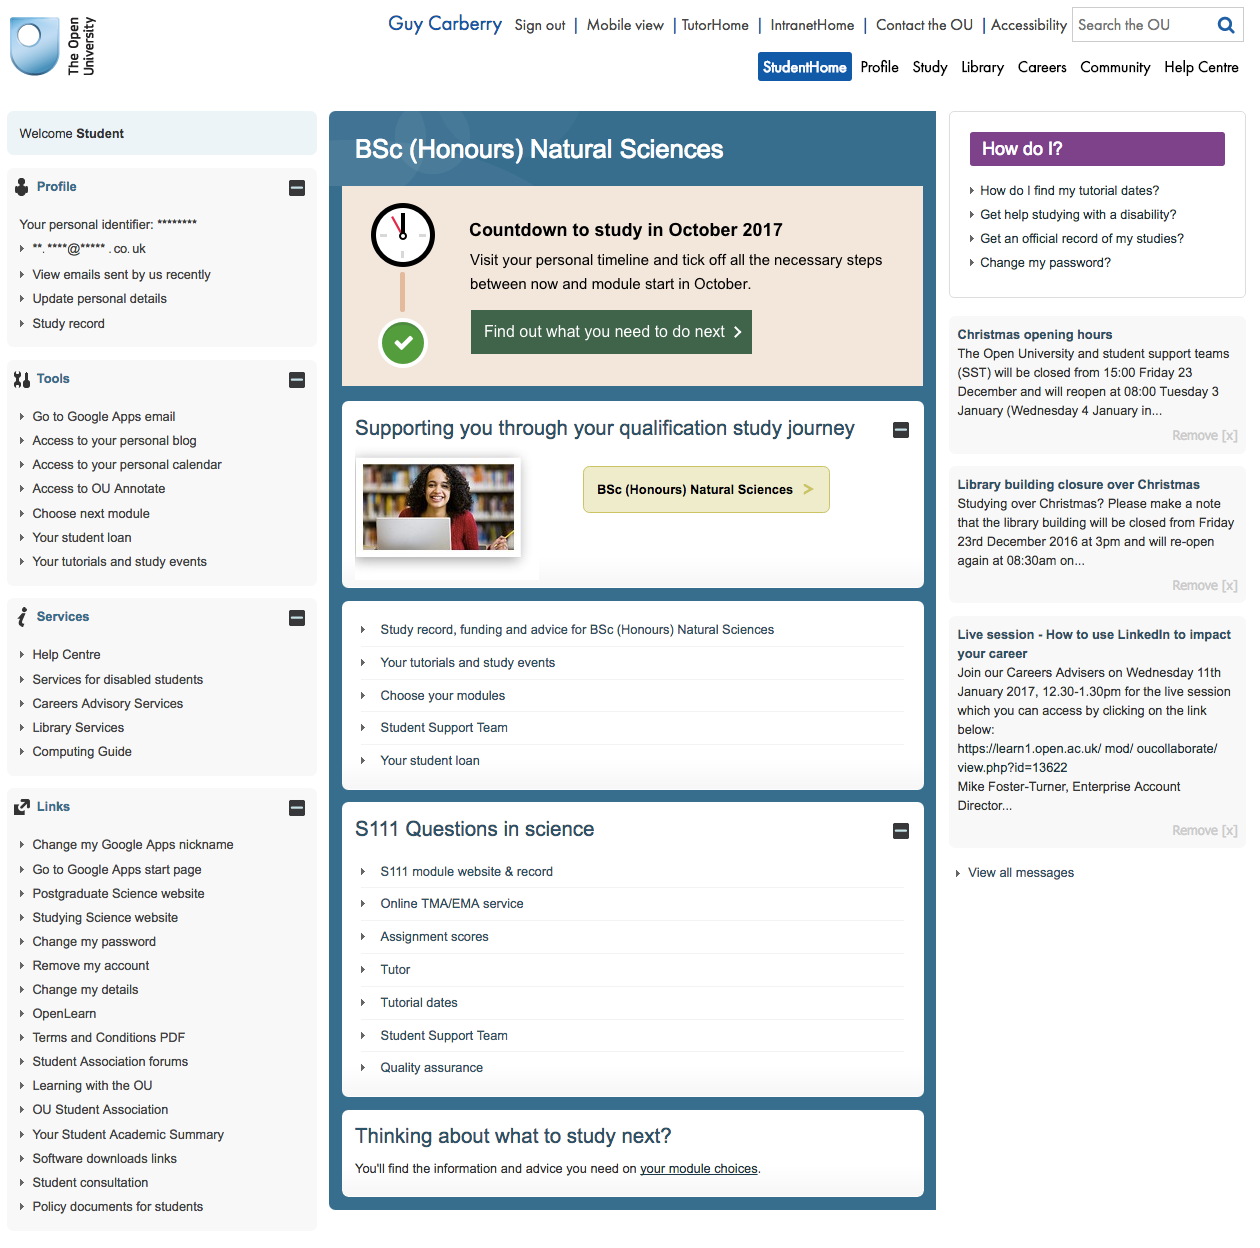 The Open
University
Guy Carberry Sign out | Mobile view | TutorHome | IntranetHome | Contact the OU | Accessibility Search the OU
StudentHome Profile Study Library Careers Community Help Centre
Welcome Student
Profile
Your personal identifier: ********
**. ****@***** . co. uk
View emails sent by us recently
Update personal details
Study record
Tools
Go to Google Apps email
Access to your personal blog
Access to your personal calendar
Access to OU Annotate
Choose next module
Your student loan
Your tutorials and study events
Services
Help Centre
Services for disabled students
Careers Advisory Services
Library Services
Computing Guide
Links
Change my Google Apps nickname
Go to Google Apps start page
Postgraduate Science website
Studying Science website
Change my password
Remove my account
Change my details
OpenLearn
Terms and Conditions PDF
Student Association forums
Learning with the OU
OU Student Association
Your Student Academic Summary
Software downloads links
Student consultation
Policy documents for students
BSc (Honours) Natural Sciences
Countdown to study in October 2017
Visit your personal timeline and tick off all the necessary steps
between now and module start in October.
Find out what you need to do next
Supporting you through your qualification study journey
BSc (Honours) Natural Sciences >
Study record, funding and advice for BSc (Honours) Natural Sciences
Your tutorials and study events
Choose your modules
Student Support Team
Your student loan
S111 Questions in science
S111 module website & record
Online TMA/EMA service
Assignment scores
Tutor
Tutorial dates
Student Support Team
Quality assurance
Thinking about what to study next?
You'll find the information and advice you need on your module choices.
How do I?
How do I find my tutorial dates?
Get help studying with a disability?
Get an official record of my studies?
Change my password?
Christmas opening hours
The Open University and student support teams
(SST) will be closed from 15:00 Friday 23
December and will reopen at 08:00 Tuesday 3
January (Wednesday 4 January in...
Remove [x]
Library building closure over Christmas
Studying over Christmas? Please make a note
that the library building will be closed from Friday
23rd December 2016 at 3pm and will re-open
again at 08:30am on...
Remove [x]
Live session - How to use LinkedIn to impact
your career
Join our Careers Advisers on Wednesday 11th
January 2017, 12.30-1.30pm for the live session
which you can access by clicking on the link
below:
https://learn1.open.ac.uk/ mod/ oucollaborate/
view.php?id=13622
Mike Foster-Turner, Enterprise Account
Director...
Remove [x]
View all messages